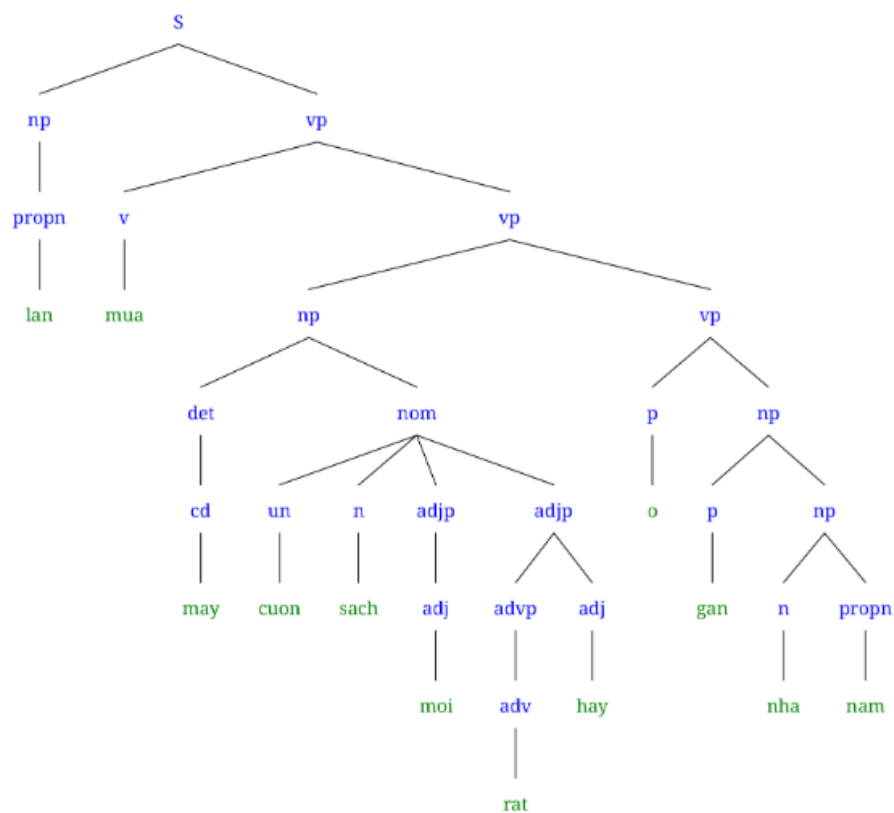 S
np vp
propn v vp
lan mua np vp
det nom p np
cd un n adjp adjp o p np
may cuon sach adj advp adj gan n propn
moi adv hay nha nam
rat